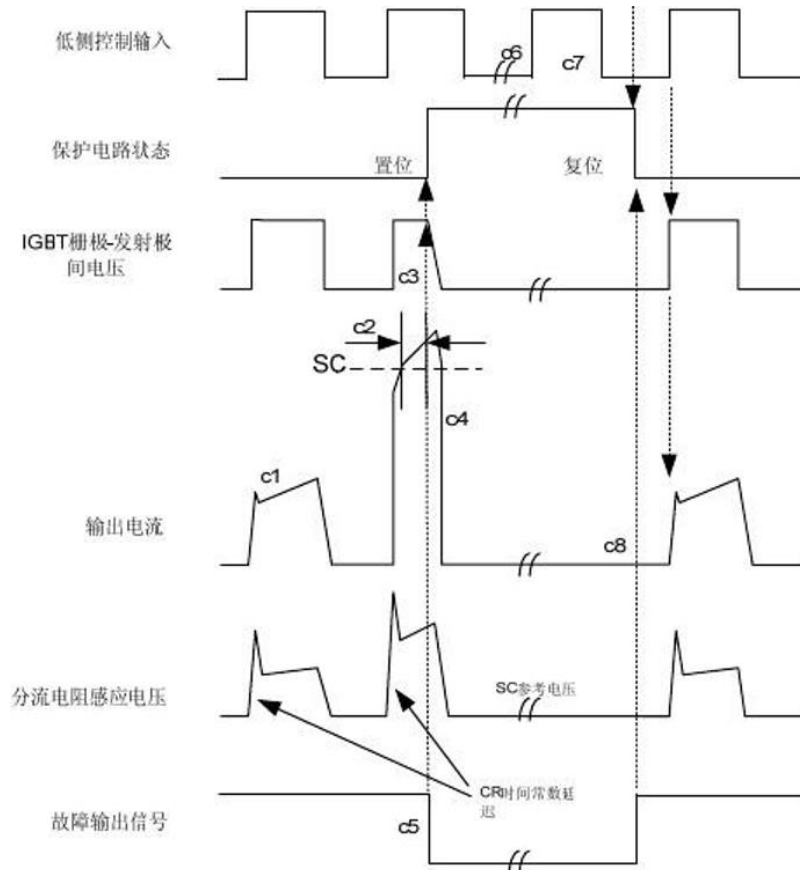 低侧控制输入
c6
c7
保护电路状态
置位
复位
IGBT栅极-发射极
间电压
c3
c2
SC
c4
c1
输出电流
c8
分流电阻感应电压
SC参考电压
CR时间常数延
迟
故障输出信号
c5